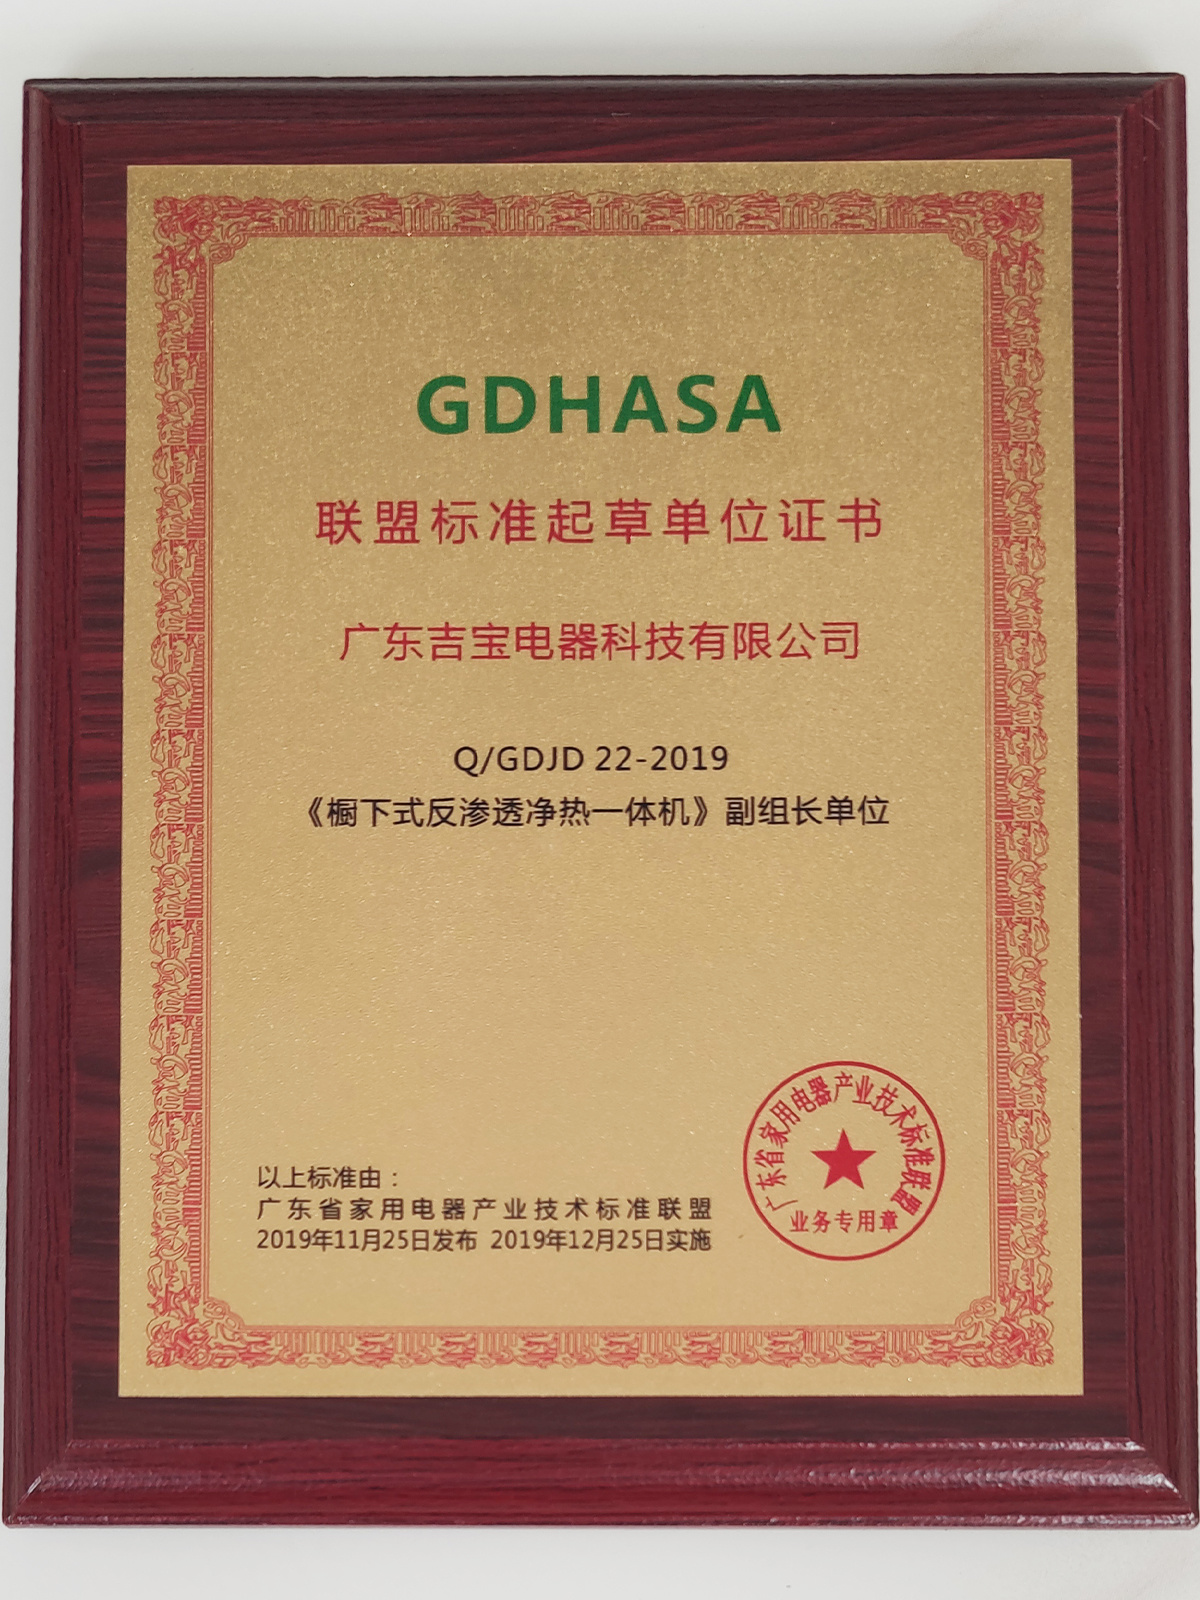 GDHASA
联盟标准起草单位证书
广东吉宝电器科技有限公司
Q/GDJD 22-2019
《橱下式反渗透净热一体机》副组长单位
以上标准由：
广东省家用电器产业技术标准联盟
2019年11月25日发布 2019年12月25日实施
广东省家用电器产业技术标准联盟
业务专用章